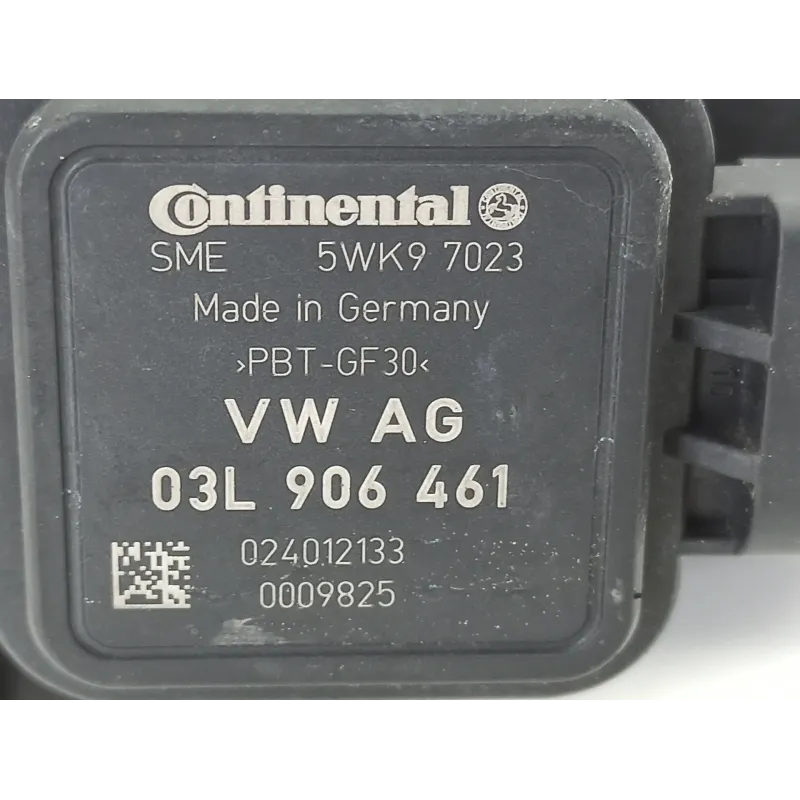 Continental
SME 5WK9 7023
Made in Germany
>PBT-GF30<
VW AG
03L 906 461
024012133
0009825